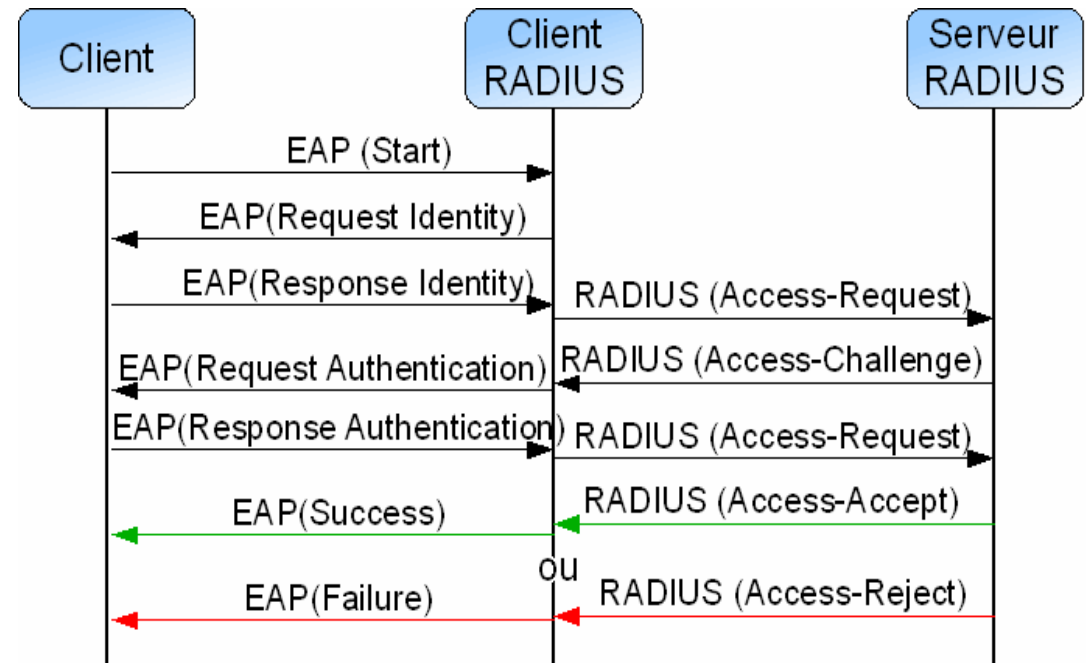 Client
Client
RADIUS
Serveur
RADIUS
EAP (Start)
EAP(Request Identity)
EAP(Response Identity)
RADIUS (Access-Request)
RADIUS (Access-Challenge)
EAP(Request Authentication)
EAP(Response Authentication)
RADIUS (Access-Request)
RADIUS (Access-Accept)
EAP(Success)
ou
RADIUS (Access-Reject)
EAP(Failure)